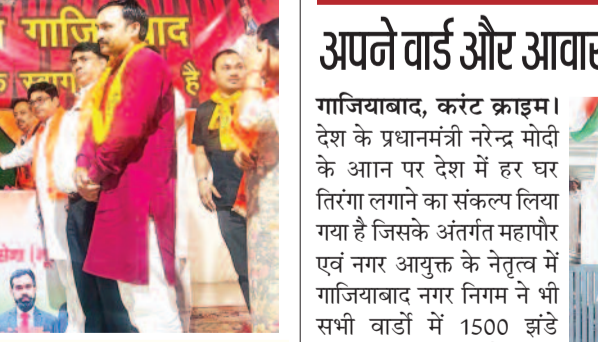 गाजियाबाद
स्वाग
है
अपने वार्ड और आवास
गाजियाबाद, करंट क्राइम।
देश के प्रधानमंत्री नरेन्द्र मोदी
के आान पर देश में हर घर
तिरंगा लगाने का संकल्प लिया
गया है जिसके अंतर्गत महापौर
एवं नगर आयुक्त के नेतृत्व में
गाजियाबाद नगर निगम ने भी
सभी वार्डो में 1500 झंडे